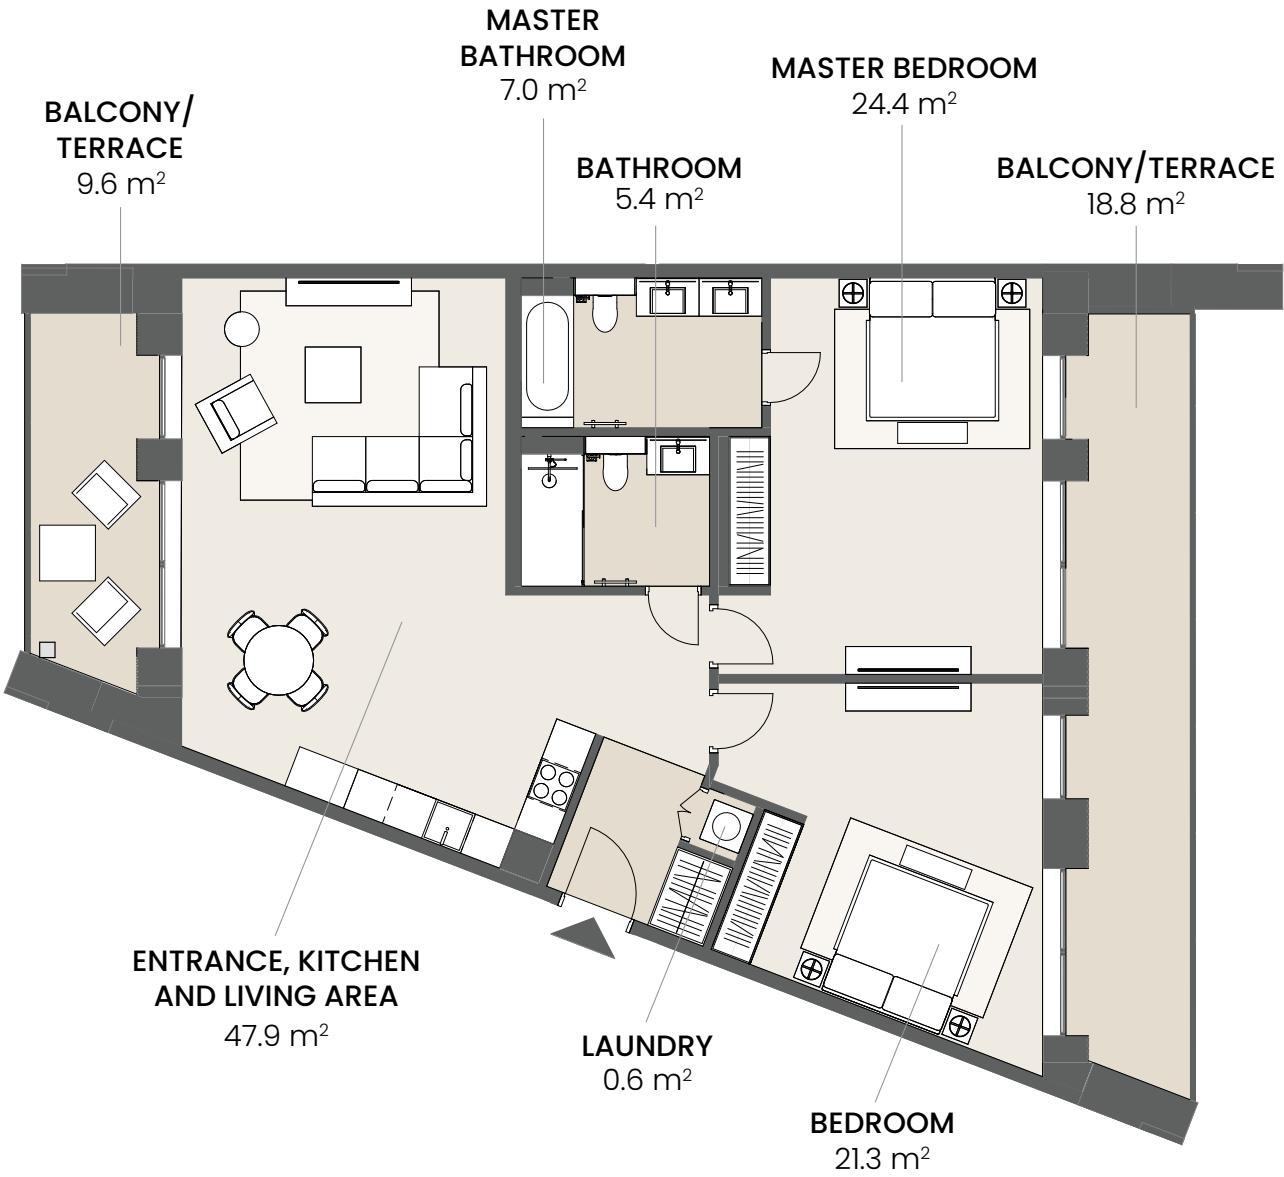 MASTER
BATHROOM
7.0 m²
MASTER BEDROOM
24.4 m²
BALCONY/
TERRACE
9.6 m²
BATHROOM
5.4 m²
BALCONY/TERRACE
18.8 m²
ENTRANCE, KITCHEN
AND LIVING AREA
47.9 m²
LAUNDRY
0.6 m²
BEDROOM
21.3 m²